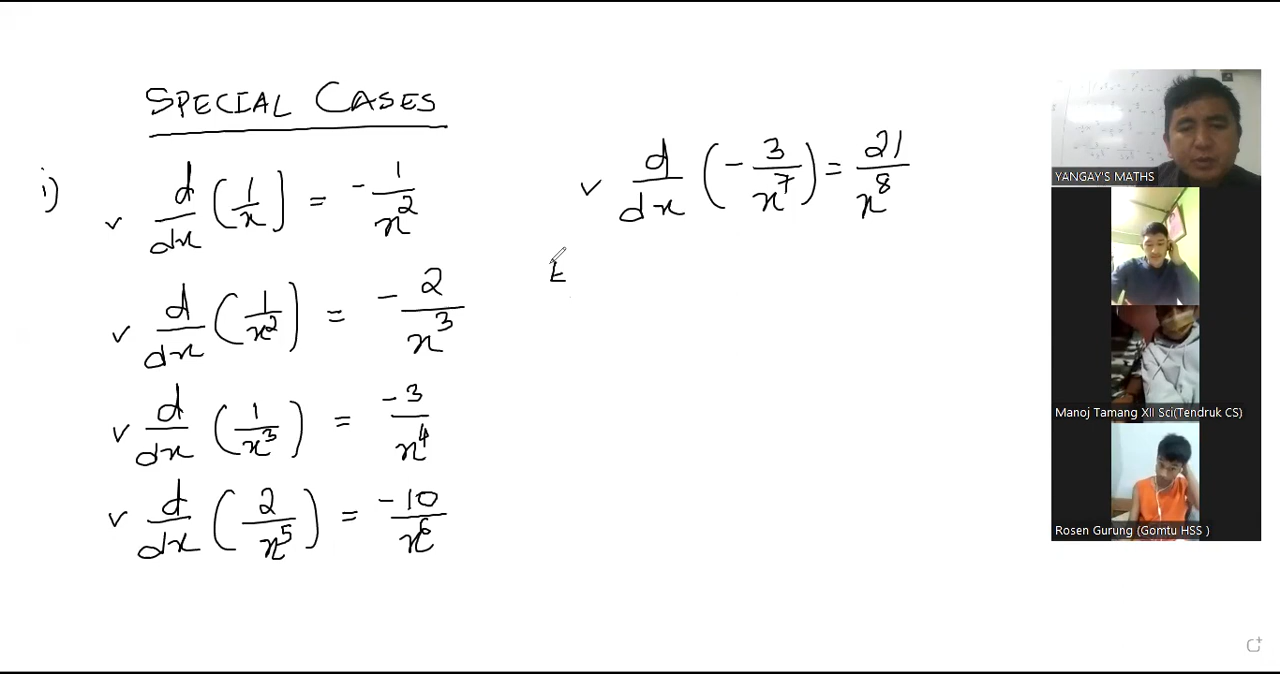 SPECIAL CASES
i) d/dx (1/x) = - 1/x²
d/dx (1/x²) = - 2/x³
d/dx (1/x³) = -3/x⁴
d/dx (2/x⁵) = -10/x⁶
d/dx (- 3/x⁷) = 21/x⁸
E
YANGAY'S MATHS
Manoj Tamang XII Sci(Tendruk CS)
Rosen Gurung (Gomtu HSS )